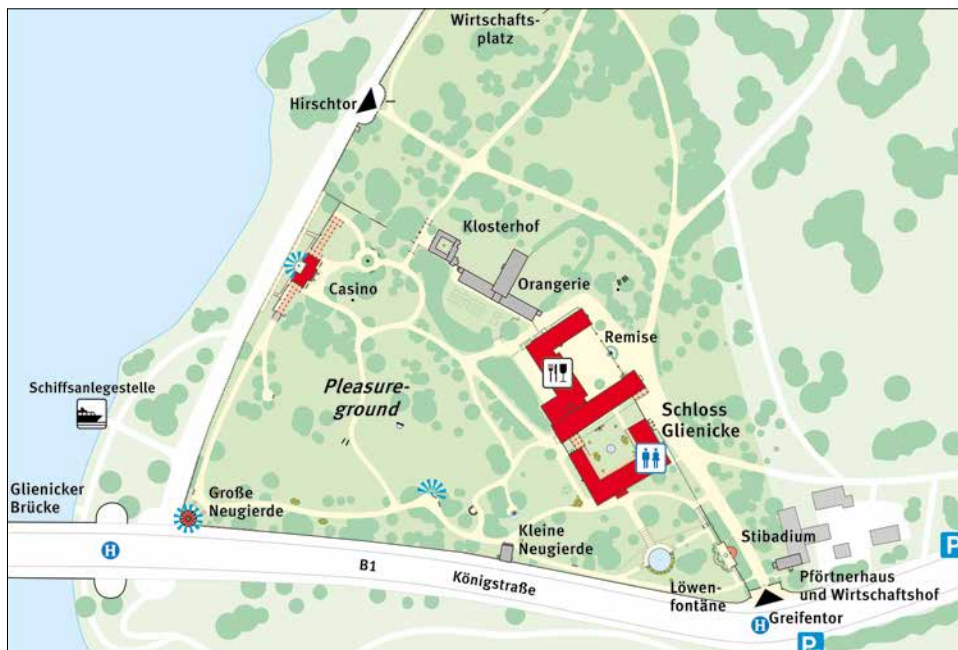 Wirtschafts-
platz
Hirschtor
Klosterhof
Orangerie
Casino
Remise
Schiffsanlegestelle
Pleasure-
ground
Schloss
Glienicke
Glienicker
Brücke
Große
Neugierde
Kleine
Neugierde
Stibadium
H
B1
Königstraße
Löwen-
fontäne
Pförtnerhaus
und Wirtschaftshof
Greifentor
H
P
P